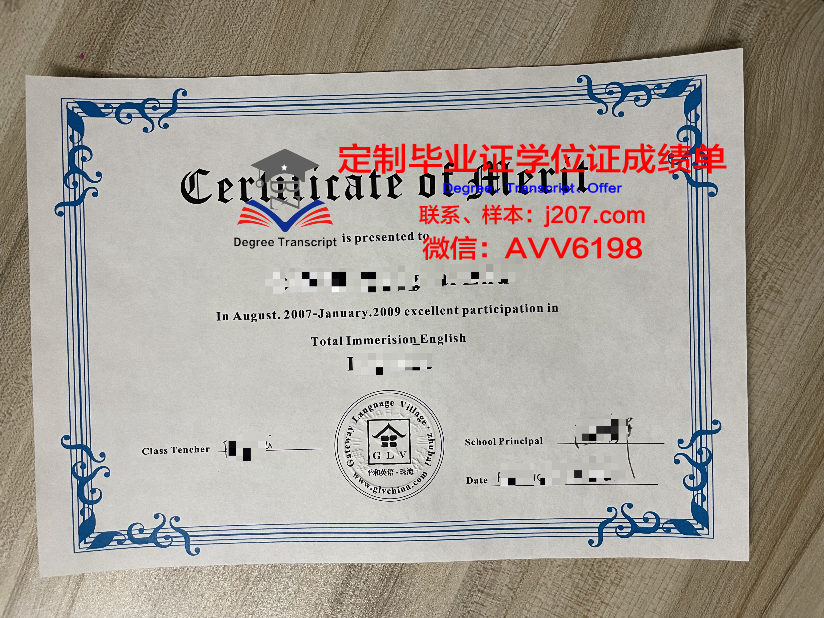 定制毕业证学位证成绩单
Certificate of Merit
Degree, Transcript, Offer
联系、样本：j207.com
Degree Transcript
is presented to
微信：AVV6198
In August. 2007-January.2009 excellent participation in
Total Immerision English
Class Tencher
School Principal
Date
Gateway Language Village· zhuhai
GLV
www.glvchina.com